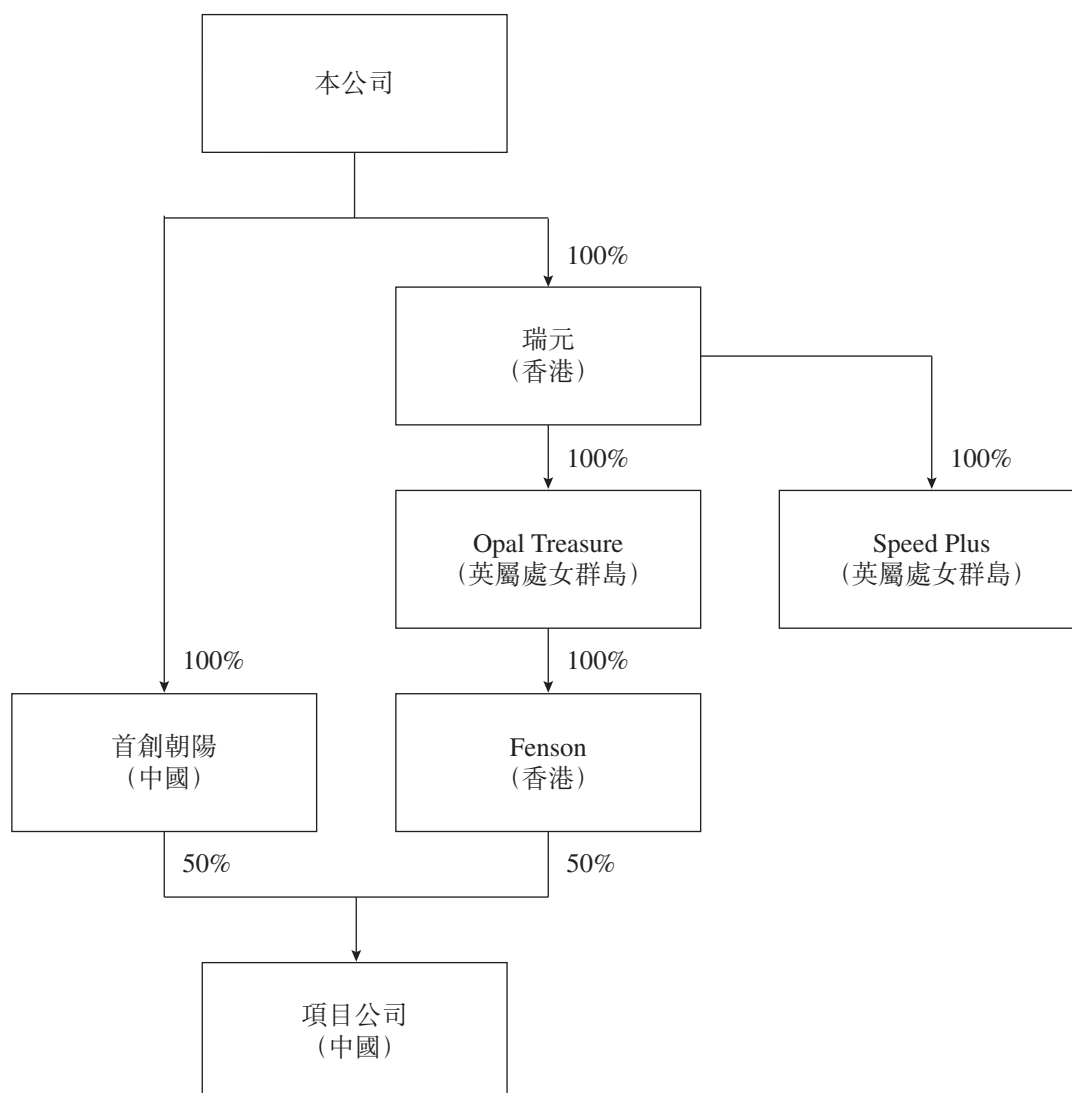 本公司
100%
瑞元
（香港）
100%
100%
Opal Treasure
（英屬處女群島）
Speed Plus
（英屬處女群島）
100%
100%
首創朝陽
（中國）
Fenson
（香港）
50%
50%
項目公司
（中國）